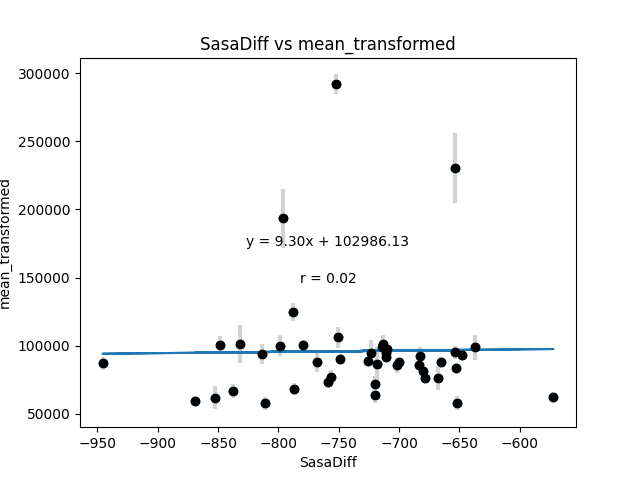 SasaDiff vs mean_transformed
300000
250000
200000
150000
100000
50000
mean_transformed
y = 9.30x + 102986.13
r = 0.02
−950
−900
−850
−800
−750
−700
−650
−600
SasaDiff